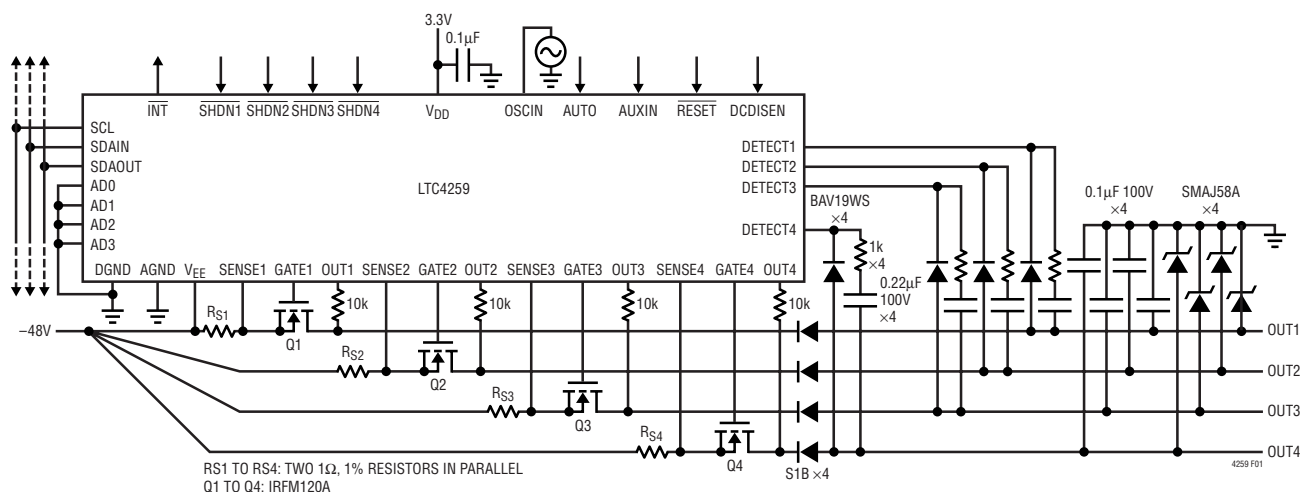 3.3V
0.1µF
INT
SHDN1
SHDN2
SHDN3
SHDN4
VDD
OSCIN
AUTO
AUXIN
RESET
DCDISEN
SCL
SDAIN
SDAOUT
AD0
AD1
AD2
AD3
LTC4259
DETECT1
DETECT2
DETECT3
DETECT4
BAV19WS
×4
1k
×4
0.22µF
100V
×4
0.1µF 100V
×4
SMAJ58A
×4
DGND
AGND
VEE
SENSE1
GATE1
OUT1
SENSE2
GATE2
OUT2
SENSE3
GATE3
OUT3
SENSE4
GATE4
OUT4
10k
10k
10k
10k
–48V
RS1
Q1
OUT1
RS2
Q2
OUT2
RS3
Q3
OUT3
RS4
Q4
S1B ×4
OUT4
4259 F01
RS1 TO RS4: TWO 1Ω, 1% RESISTORS IN PARALLEL
Q1 TO Q4: IRFM120A